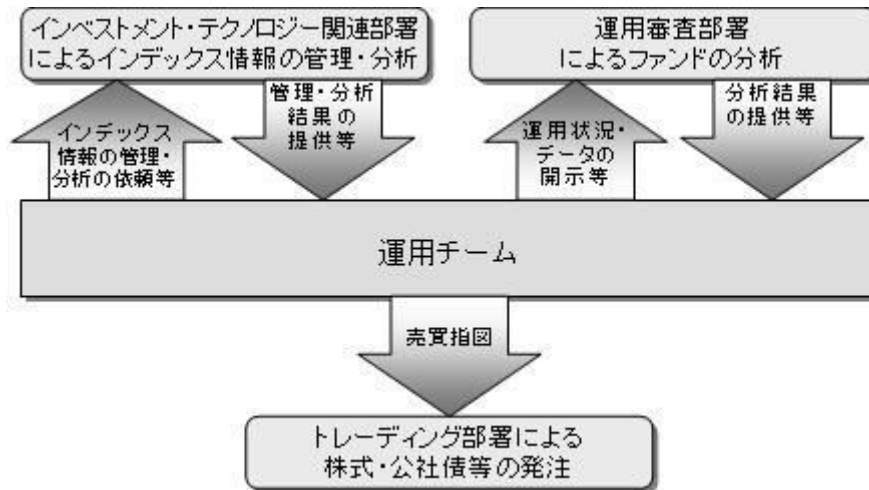 インベストメント・テクノロジー関連部署
によるインデックス情報の管理・分析
運用審査部署
によるファンドの分析
インデックス
情報の管理・
分析の依頼等
管理・分析
結果の
提供等
運用状況・
データの
開示等
分析結果
の提供等
運用チーム
売買指図
トレーディング部署による
株式・公社債等の発注